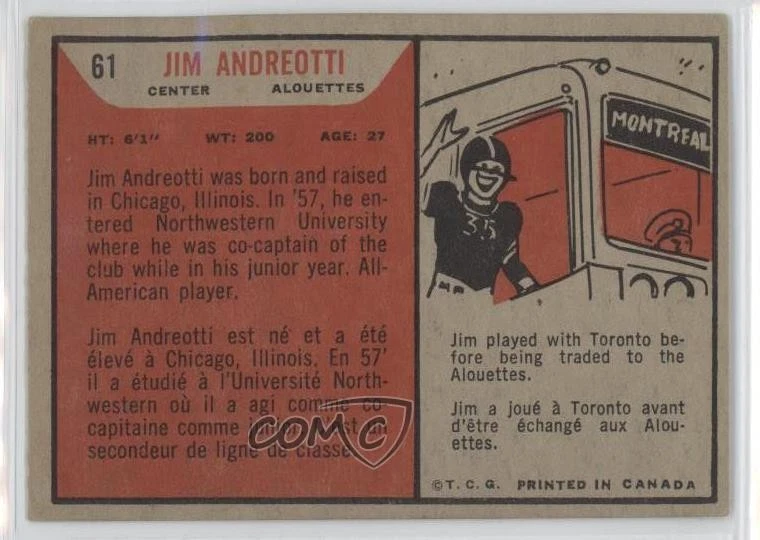 61 JIM ANDREOTTI
CENTER ALOUETTES
HT: 6'1" WT: 200 AGE: 27
Jim Andreotti was born and raised
in Chicago, Illinois. In '57, he en-
tered Northwestern University
where he was co-captain of the
club while in his junior year. All-
American player.
Jim Andreotti est né et a été
élevé à Chicago, Illinois. En 57'
il a étudié à l'Université North-
western où il a agi comme co-
capitaine comme est un
secondeur de ligne de classe.
COMC
MONTREAL
35
Jim played with Toronto be-
fore being traded to the
Alouettes.
Jim a joué à Toronto avant
d'être échangé aux Alou-
ettes.
©T.C.G. PRINTED IN CANADA